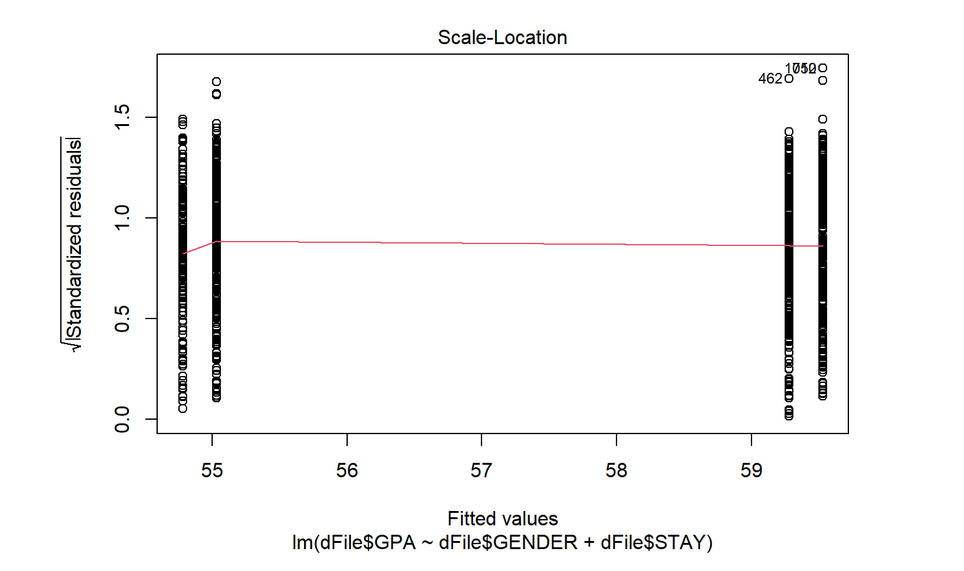 Scale-Location
√|Standardized residuals|
1.5
1.0
0.5
0.0
462
55 56 57 58 59
Fitted values
lm(dFile$GPA ~ dFile$GENDER + dFile$STAY)